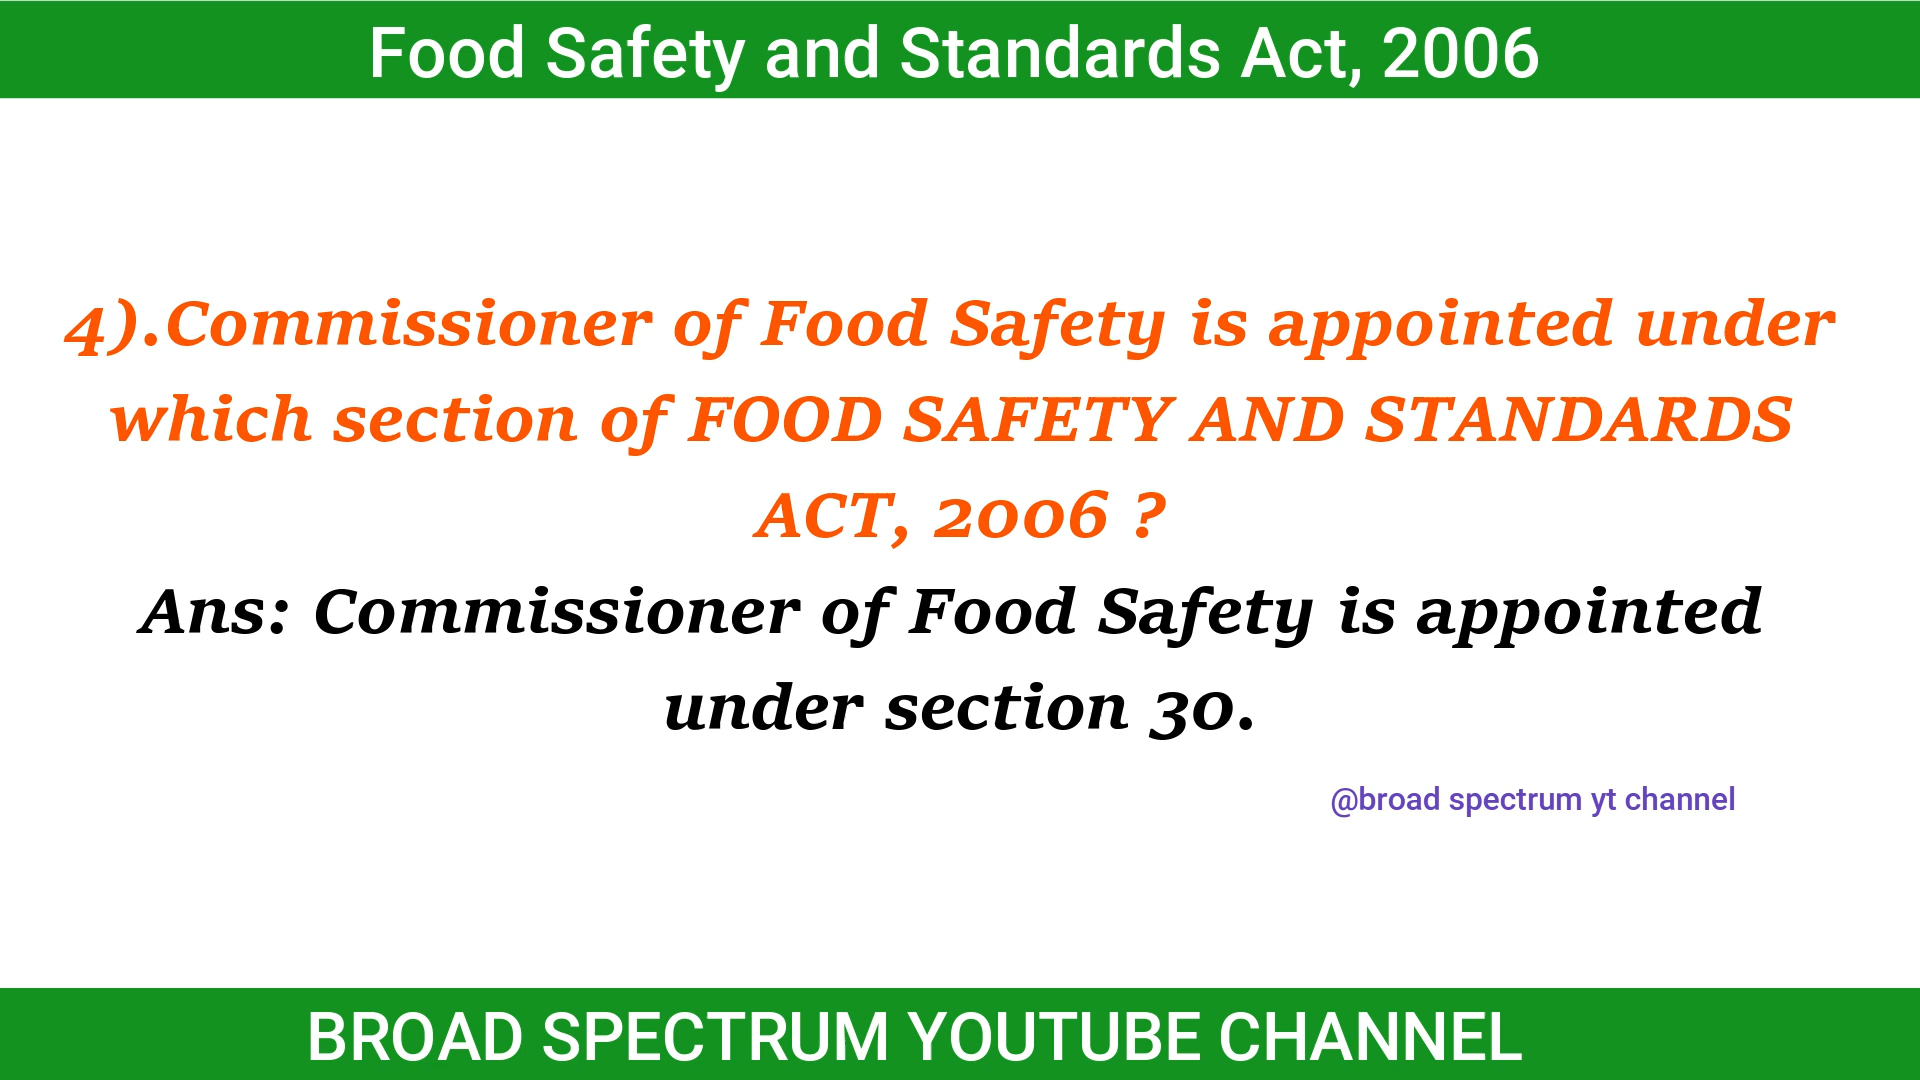 Food Safety and Standards Act, 2006
4).Commissioner of Food Safety is appointed under
which section of FOOD SAFETY AND STANDARDS
ACT, 2006 ?
Ans: Commissioner of Food Safety is appointed
under section 30.
@broad spectrum yt channel
BROAD SPECTRUM YOUTUBE CHANNEL